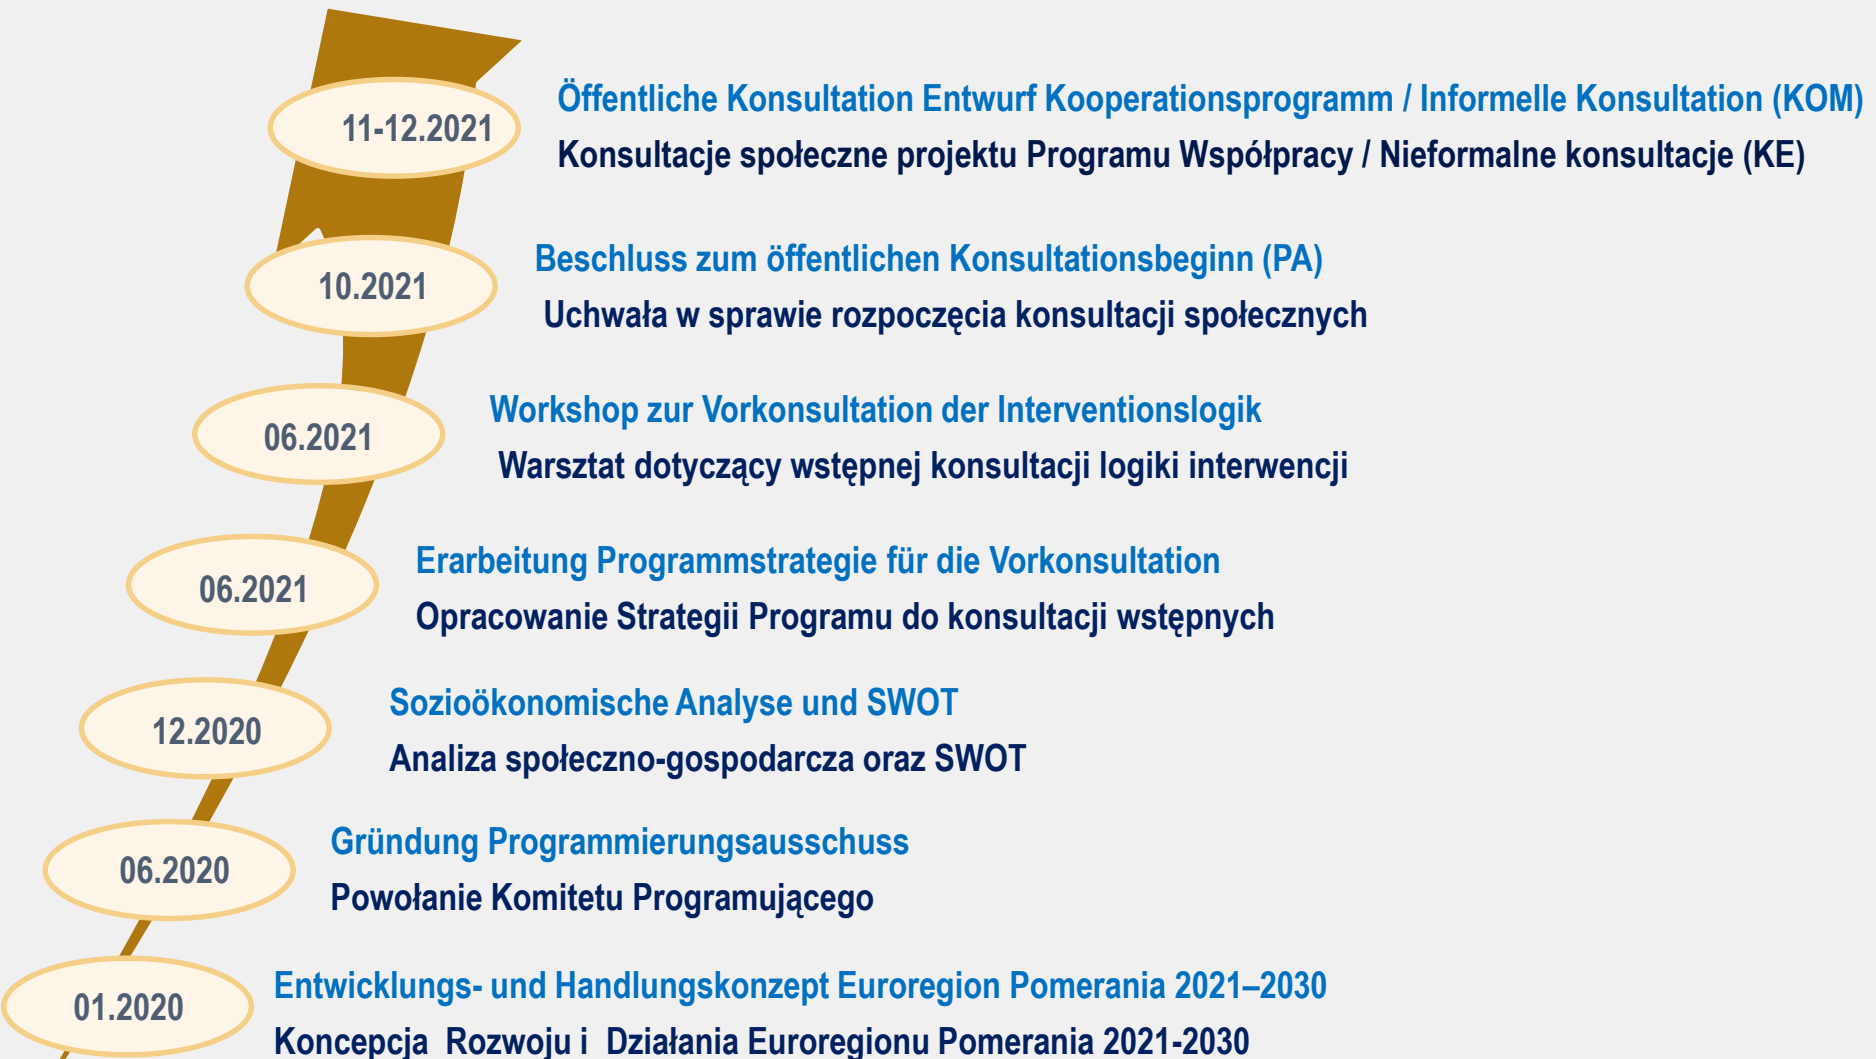 11-12.2021
Öffentliche Konsultation Entwurf Kooperationsprogramm / Informelle Konsultation (KOM)
Konsultacje społeczne projektu Programu Współpracy / Nieformalne konsultacje (KE)
10.2021
Beschluss zum öffentlichen Konsultationsbeginn (PA)
Uchwała w sprawie rozpoczęcia konsultacji społecznych
06.2021
Workshop zur Vorkonsultation der Interventionslogik
Warsztat dotyczący wstępnej konsultacji logiki interwencji
06.2021
Erarbeitung Programmstrategie für die Vorkonsultation
Opracowanie Strategii Programu do konsultacji wstępnych
12.2020
Sozioökonomische Analyse und SWOT
Analiza społeczno-gospodarcza oraz SWOT
06.2020
Gründung Programmierungsausschuss
Powołanie Komitetu Programującego
01.2020
Entwicklungs- und Handlungskonzept Euroregion Pomerania 2021–2030
Koncepcja Rozwoju i Działania Euroregionu Pomerania 2021-2030